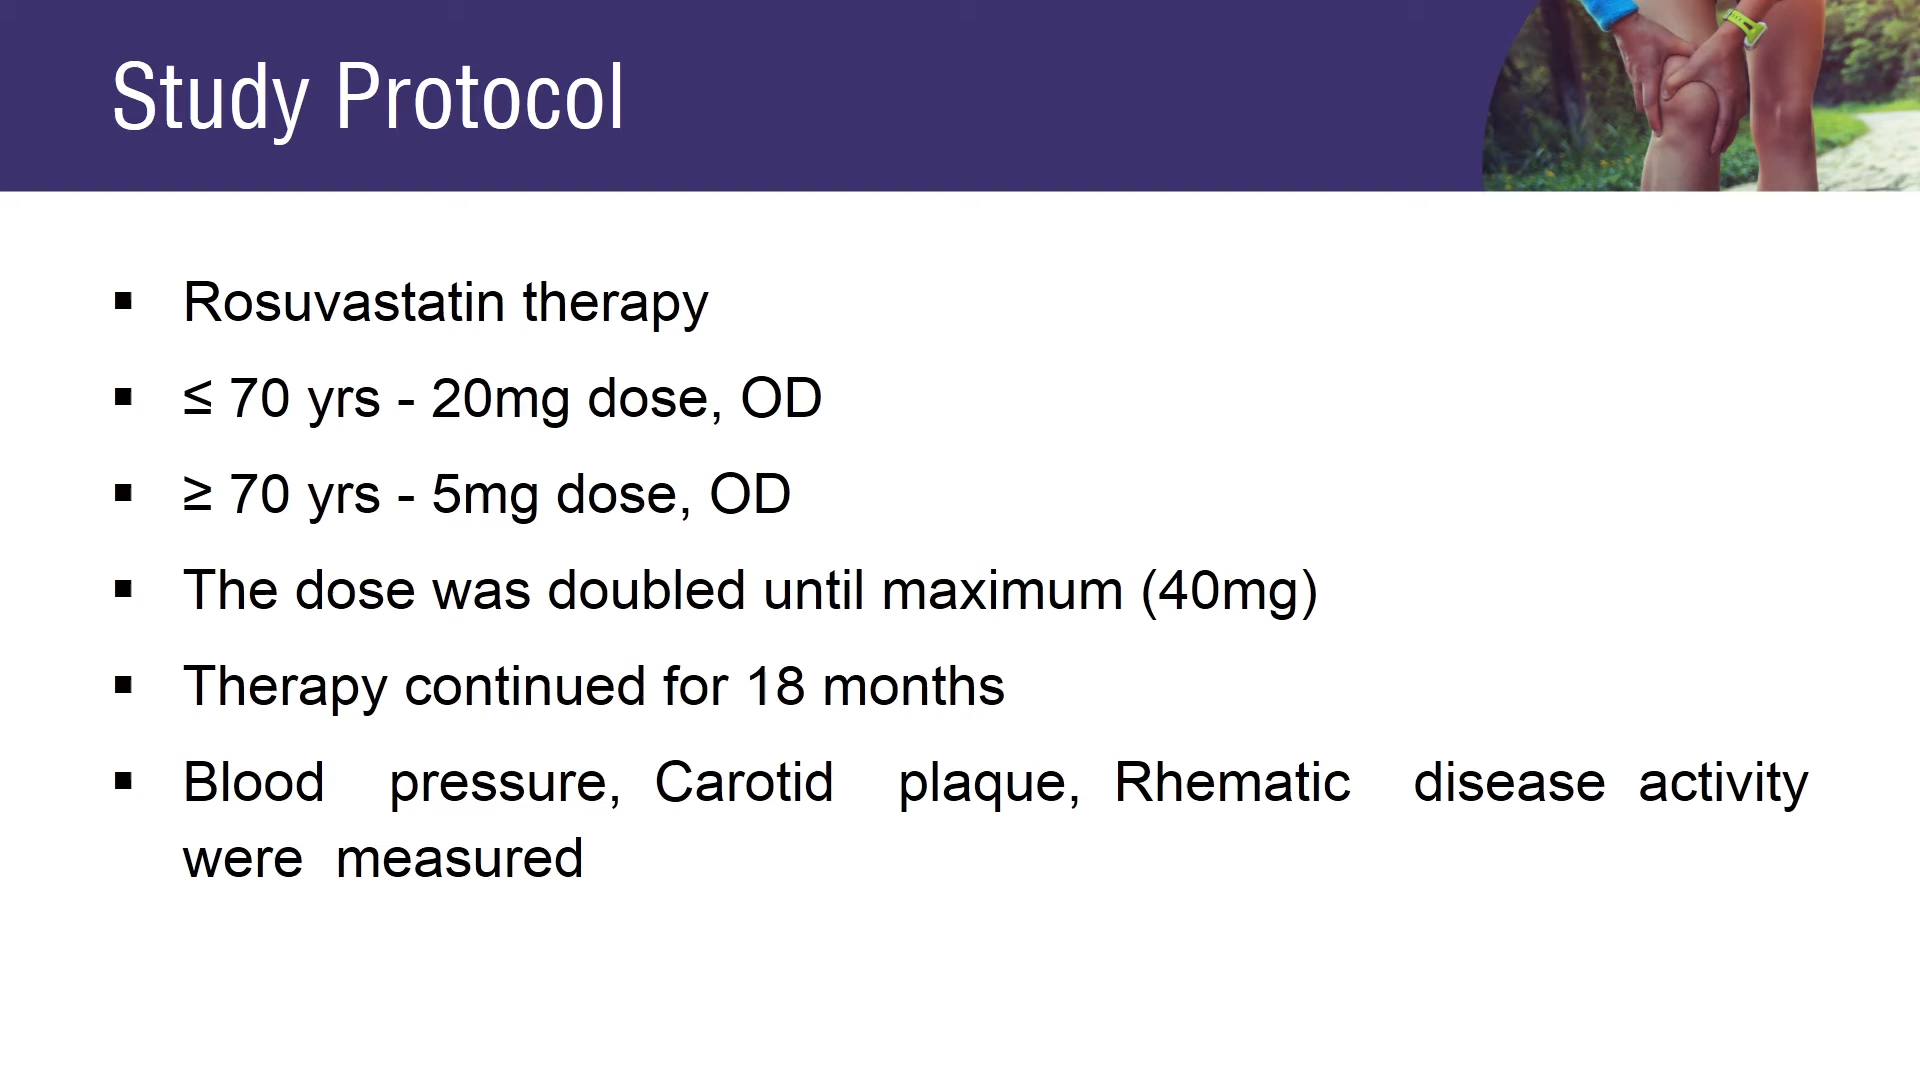 Study Protocol
▪ Rosuvastatin therapy
▪ ≤ 70 yrs - 20mg dose, OD
▪ ≥ 70 yrs - 5mg dose, OD
▪ The dose was doubled until maximum (40mg)
▪ Therapy continued for 18 months
▪ Blood pressure, Carotid plaque, Rhematic disease activity
were measured